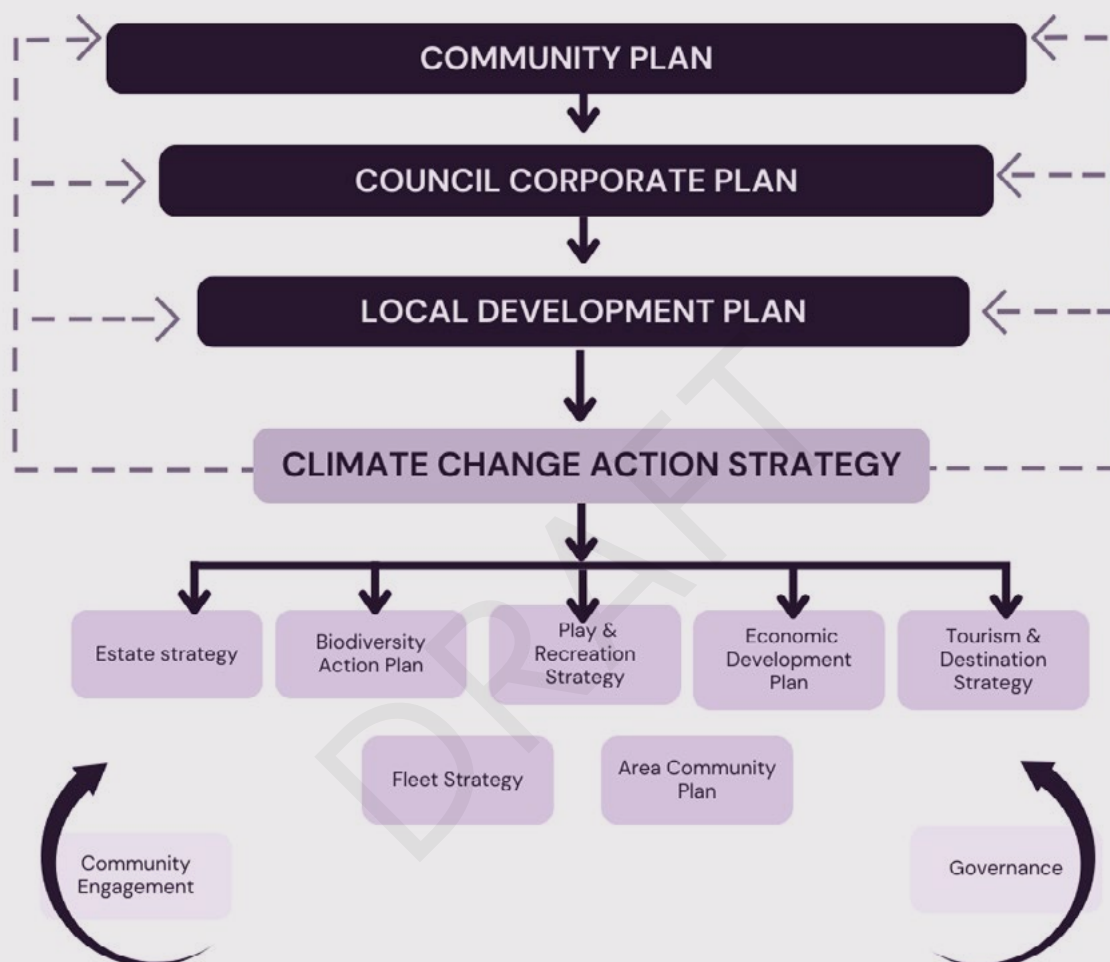 COMMUNITY PLAN
COUNCIL CORPORATE PLAN
LOCAL DEVELOPMENT PLAN
CLIMATE CHANGE ACTION STRATEGY
Estate strategy
Biodiversity
Action Plan
Play &
Recreation
Strategy
Economic
Development
Plan
Tourism &
Destination
Strategy
Fleet Strategy
Area Community
Plan
Community
Engagement
Governance
DRAFT